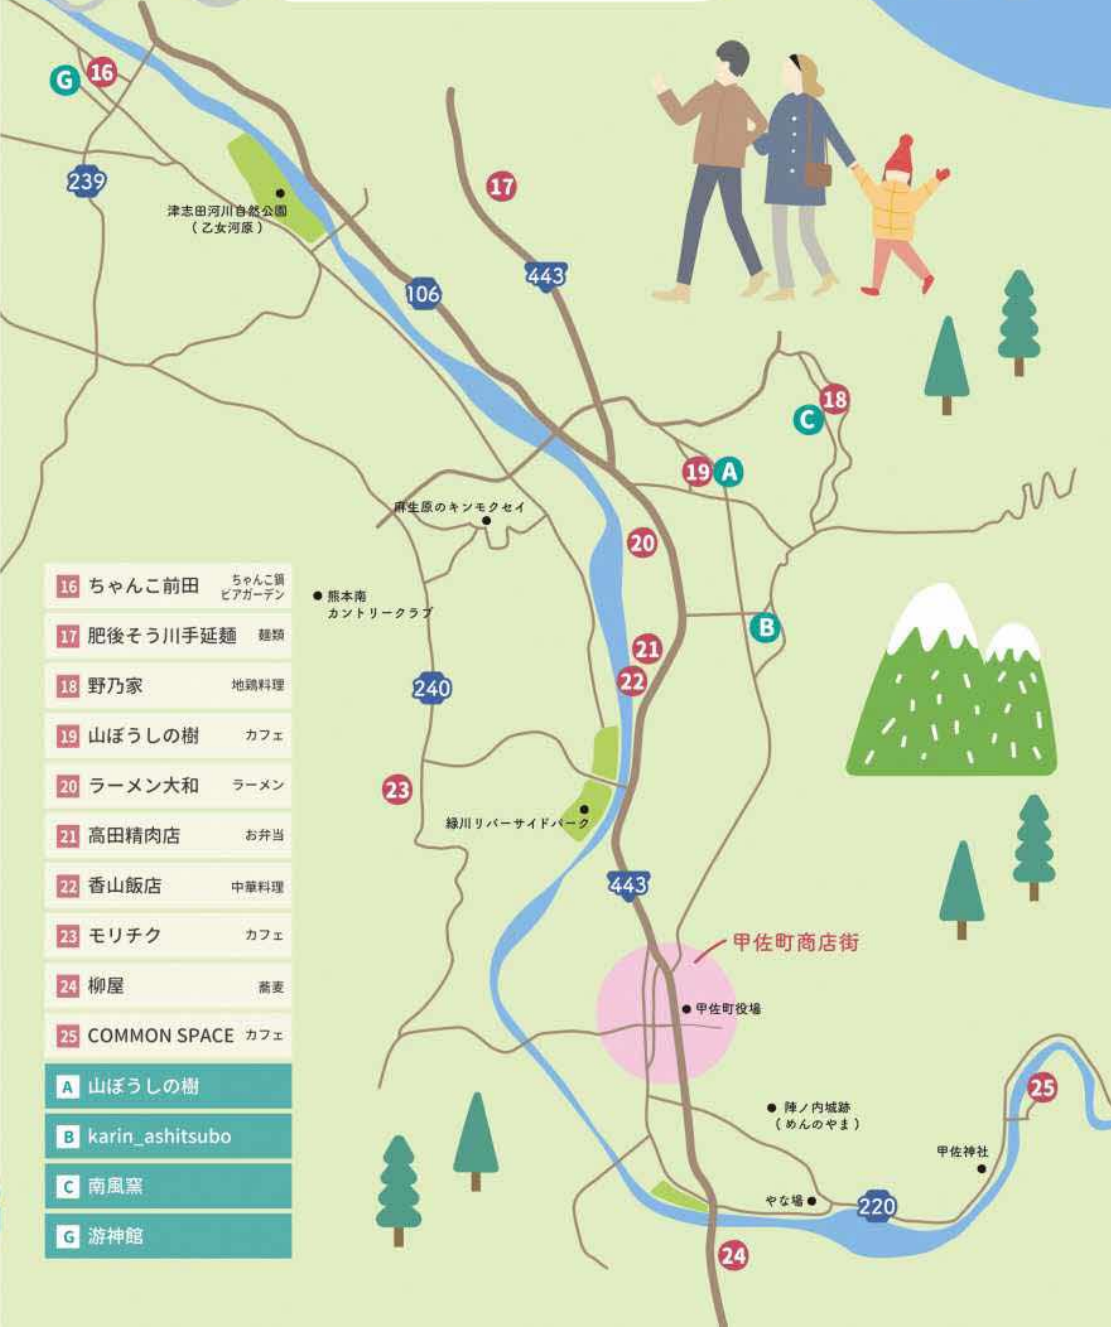 G
16
239
津志田河川自然公園
（乙女河原）
17
443
106
18
C
19
A
麻生原のキンモクセイ
20
熊本南
カントリークラブ
B
21
22
240
23
緑川リバーサイドパーク
443
甲佐町商店街
甲佐町役場
陣ノ内城跡
（めんのやま）
25
甲佐神社
やな場
220
24
16 ちゃんこ前田 ちゃんこ鍋
ビアガーデン
17 肥後そう川手延麺 麺類
18 野乃家 地鶏料理
19 山ぼうしの樹 カフェ
20 ラーメン大和 ラーメン
21 高田精肉店 お弁当
22 香山飯店 中華料理
23 モリチク カフェ
24 柳屋 蕎麦
25 COMMON SPACE カフェ
A 山ぼうしの樹
B karin_ashitsubo
C 南風窯
G 游神館